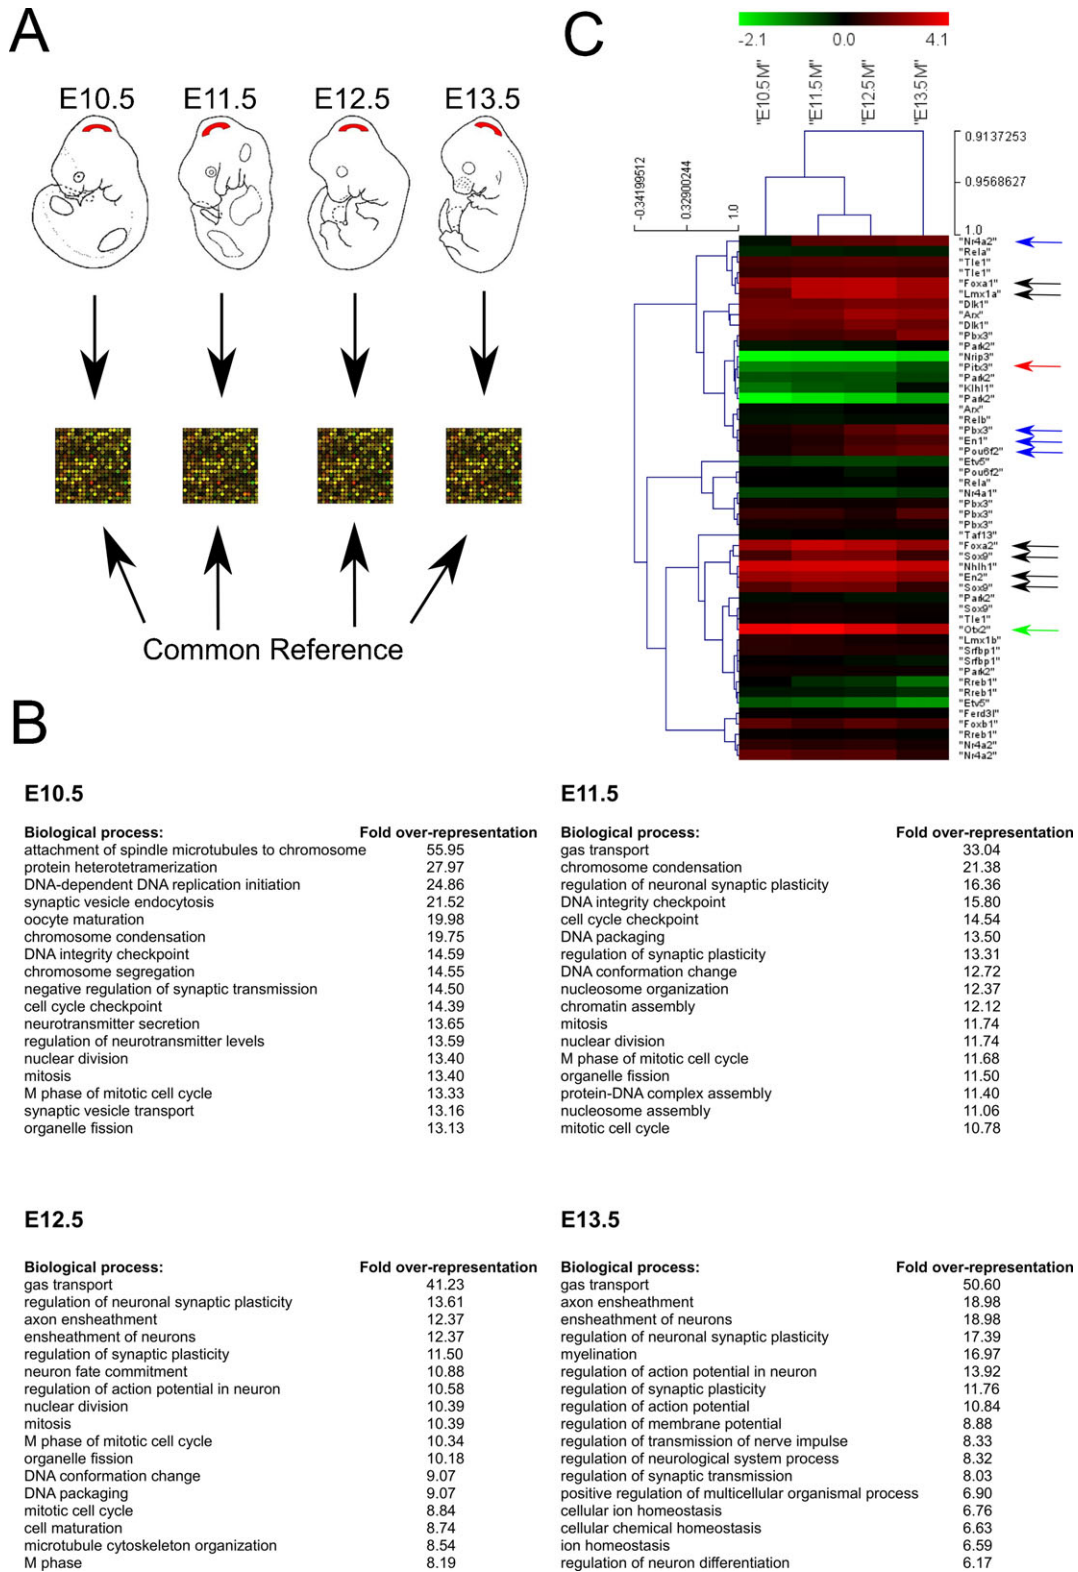 A
E10.5 E11.5 E12.5 E13.5
Common Reference
C
-2.1 0.0 4.1
"E10.5 M" "E11.5 M" "E12.5 M" "E13.5 M"
0.9137253
0.9568627
1.0
-0.34199512 0.32900244 1.0
"Nr4a2"
"Rela"
"Tle1"
"Tle1"
"Foxa1"
"Lmx1a"
"Dlk1"
"Arx"
"Dlk1"
"Pbx3"
"Park2"
"Nrip3"
"Pitx3"
"Park2"
"Klhl1"
"Park2"
"Arx"
"Relb"
"Pbx3"
"En1"
"Pou6f2"
"Etv5"
"Pou6f2"
"Rela"
"Nr4a1"
"Pbx3"
"Pbx3"
"Pbx3"
"Taf13"
"Foxa2"
"Sox9"
"Nhlh1"
"En2"
"Sox9"
"Park2"
"Sox9"
"Tle1"
"Otx2"
"Lmx1b"
"Srfbp1"
"Srfbp1"
"Park2"
"Rreb1"
"Rreb1"
"Etv5"
"Ferd3l"
"Foxb1"
"Rreb1"
"Nr4a2"
"Nr4a2"
B
E10.5
Biological process: Fold over-representation
attachment of spindle microtubules to chromosome 55.95
protein heterotetramerization 27.97
DNA-dependent DNA replication initiation 24.86
synaptic vesicle endocytosis 21.52
oocyte maturation 19.98
chromosome condensation 19.75
DNA integrity checkpoint 14.59
chromosome segregation 14.55
negative regulation of synaptic transmission 14.50
cell cycle checkpoint 14.39
neurotransmitter secretion 13.65
regulation of neurotransmitter levels 13.59
nuclear division 13.40
mitosis 13.40
M phase of mitotic cell cycle 13.33
synaptic vesicle transport 13.16
organelle fission 13.13
E11.5
Biological process: Fold over-representation
gas transport 33.04
chromosome condensation 21.38
regulation of neuronal synaptic plasticity 16.36
DNA integrity checkpoint 15.80
cell cycle checkpoint 14.54
DNA packaging 13.50
regulation of synaptic plasticity 13.31
DNA conformation change 12.72
nucleosome organization 12.37
chromatin assembly 12.12
mitosis 11.74
nuclear division 11.74
M phase of mitotic cell cycle 11.68
organelle fission 11.50
protein-DNA complex assembly 11.40
nucleosome assembly 11.06
mitotic cell cycle 10.78
E12.5
Biological process: Fold over-representation
gas transport 41.23
regulation of neuronal synaptic plasticity 13.61
axon ensheathment 12.37
ensheathment of neurons 12.37
regulation of synaptic plasticity 11.50
neuron fate commitment 10.88
regulation of action potential in neuron 10.58
nuclear division 10.39
mitosis 10.39
M phase of mitotic cell cycle 10.34
organelle fission 10.18
DNA conformation change 9.07
DNA packaging 9.07
mitotic cell cycle 8.84
cell maturation 8.74
microtubule cytoskeleton organization 8.54
M phase 8.19
E13.5
Biological process: Fold over-representation
gas transport 50.60
axon ensheathment 18.98
ensheathment of neurons 18.98
regulation of neuronal synaptic plasticity 17.39
myelination 16.97
regulation of action potential in neuron 13.92
regulation of synaptic plasticity 11.76
regulation of action potential 10.84
regulation of membrane potential 8.88
regulation of transmission of nerve impulse 8.33
regulation of neurological system process 8.32
regulation of synaptic transmission 8.03
positive regulation of multicellular organismal process 6.90
cellular ion homeostasis 6.76
cellular chemical homeostasis 6.63
ion homeostasis 6.59
regulation of neuron differentiation 6.17